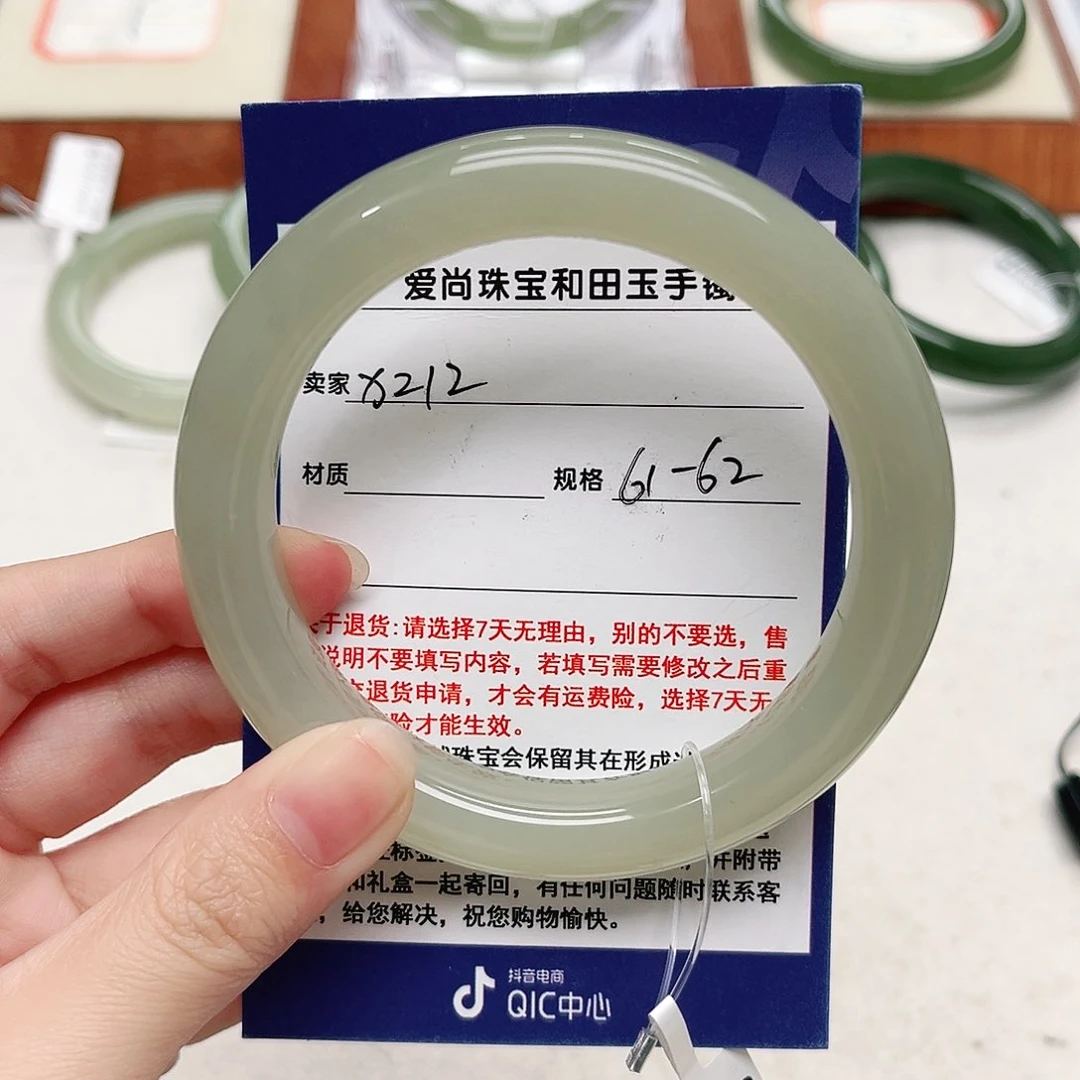 爱尚珠宝和田玉手镯
卖家 X212
材质 规格 61-62
关于退货:请选择7天无理由，别的不要选，售
说明不要填写内容，若填写需要修改之后重
退货申请，才会有运费险，选择7天无
险才能生效。
珠宝会保留其在形成
标签 并附带
和礼盒一起寄回，有任何问题随时联系客
，给您解决，祝您购物愉快。
抖音电商
QIC中心